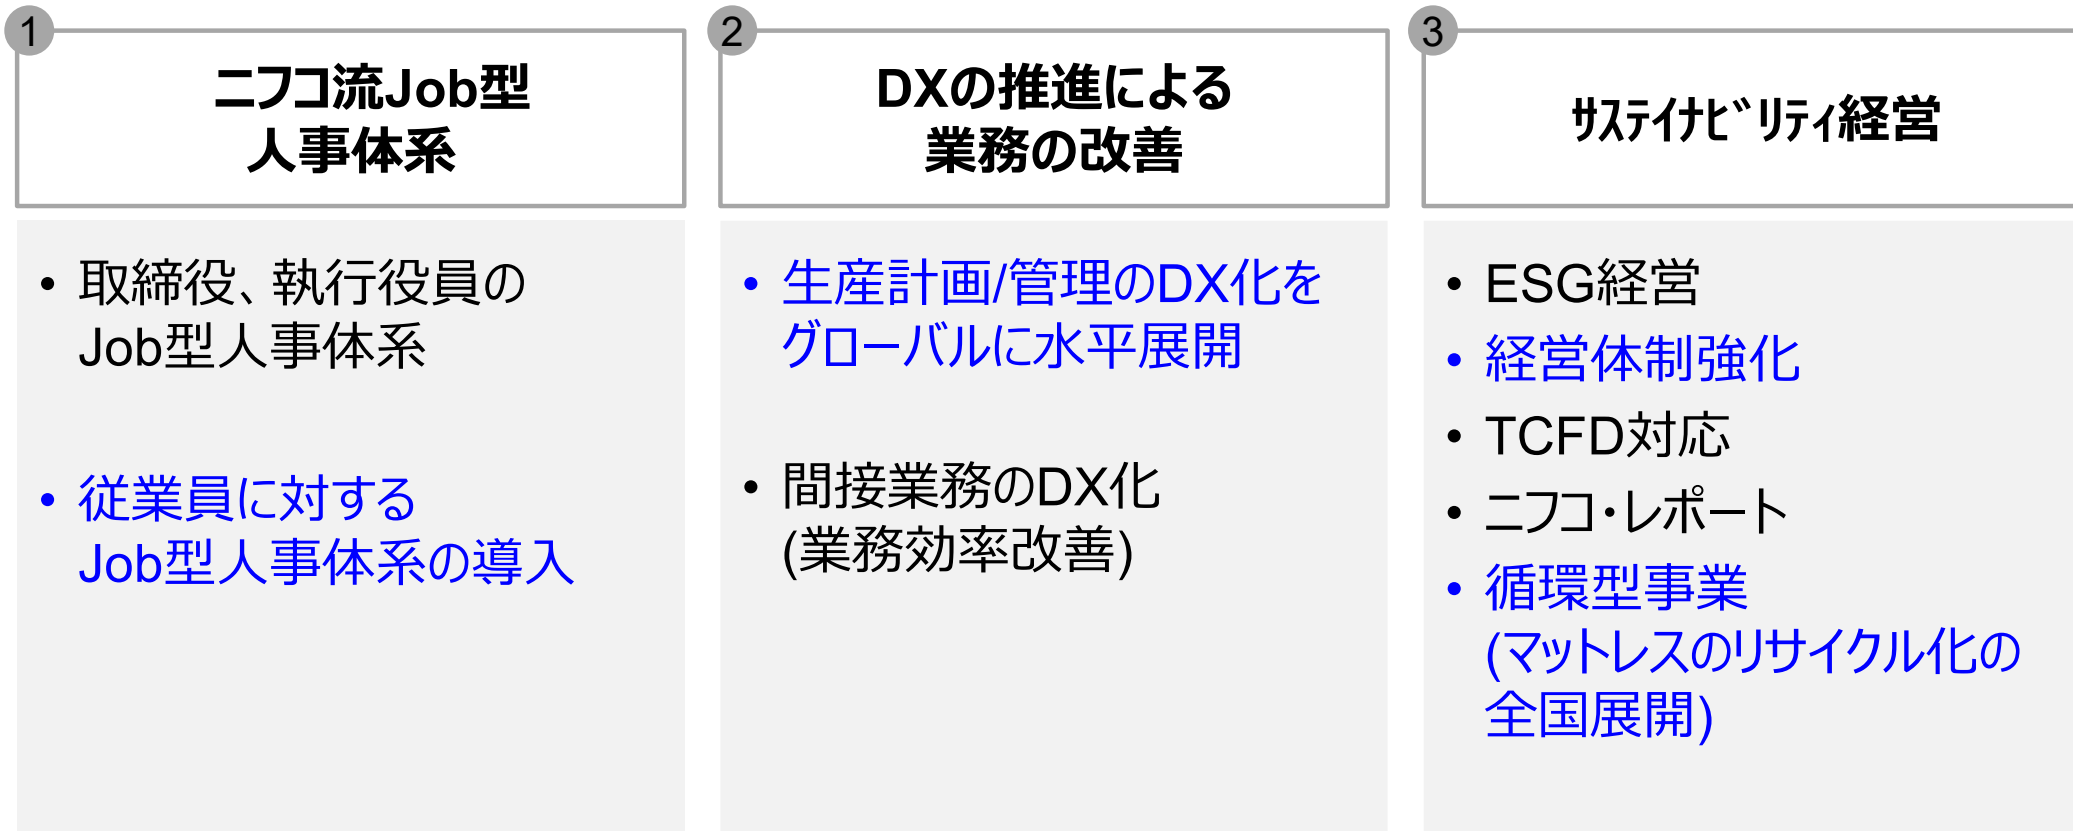 1
ニフコ流Job型
人事体系
• 取締役、執行役員の
Job型人事体系
• 従業員に対する
Job型人事体系の導入
2
DXの推進による
業務の改善
• 生産計画/管理のDX化を
グローバルに水平展開
• 間接業務のDX化
(業務効率改善)
3
ｻｽﾃｲﾅﾋﾞﾘﾃｨ経営
• ESG経営
• 経営体制強化
• TCFD対応
• ニフコ・レポート
• 循環型事業
(マットレスのリサイクル化の
全国展開)